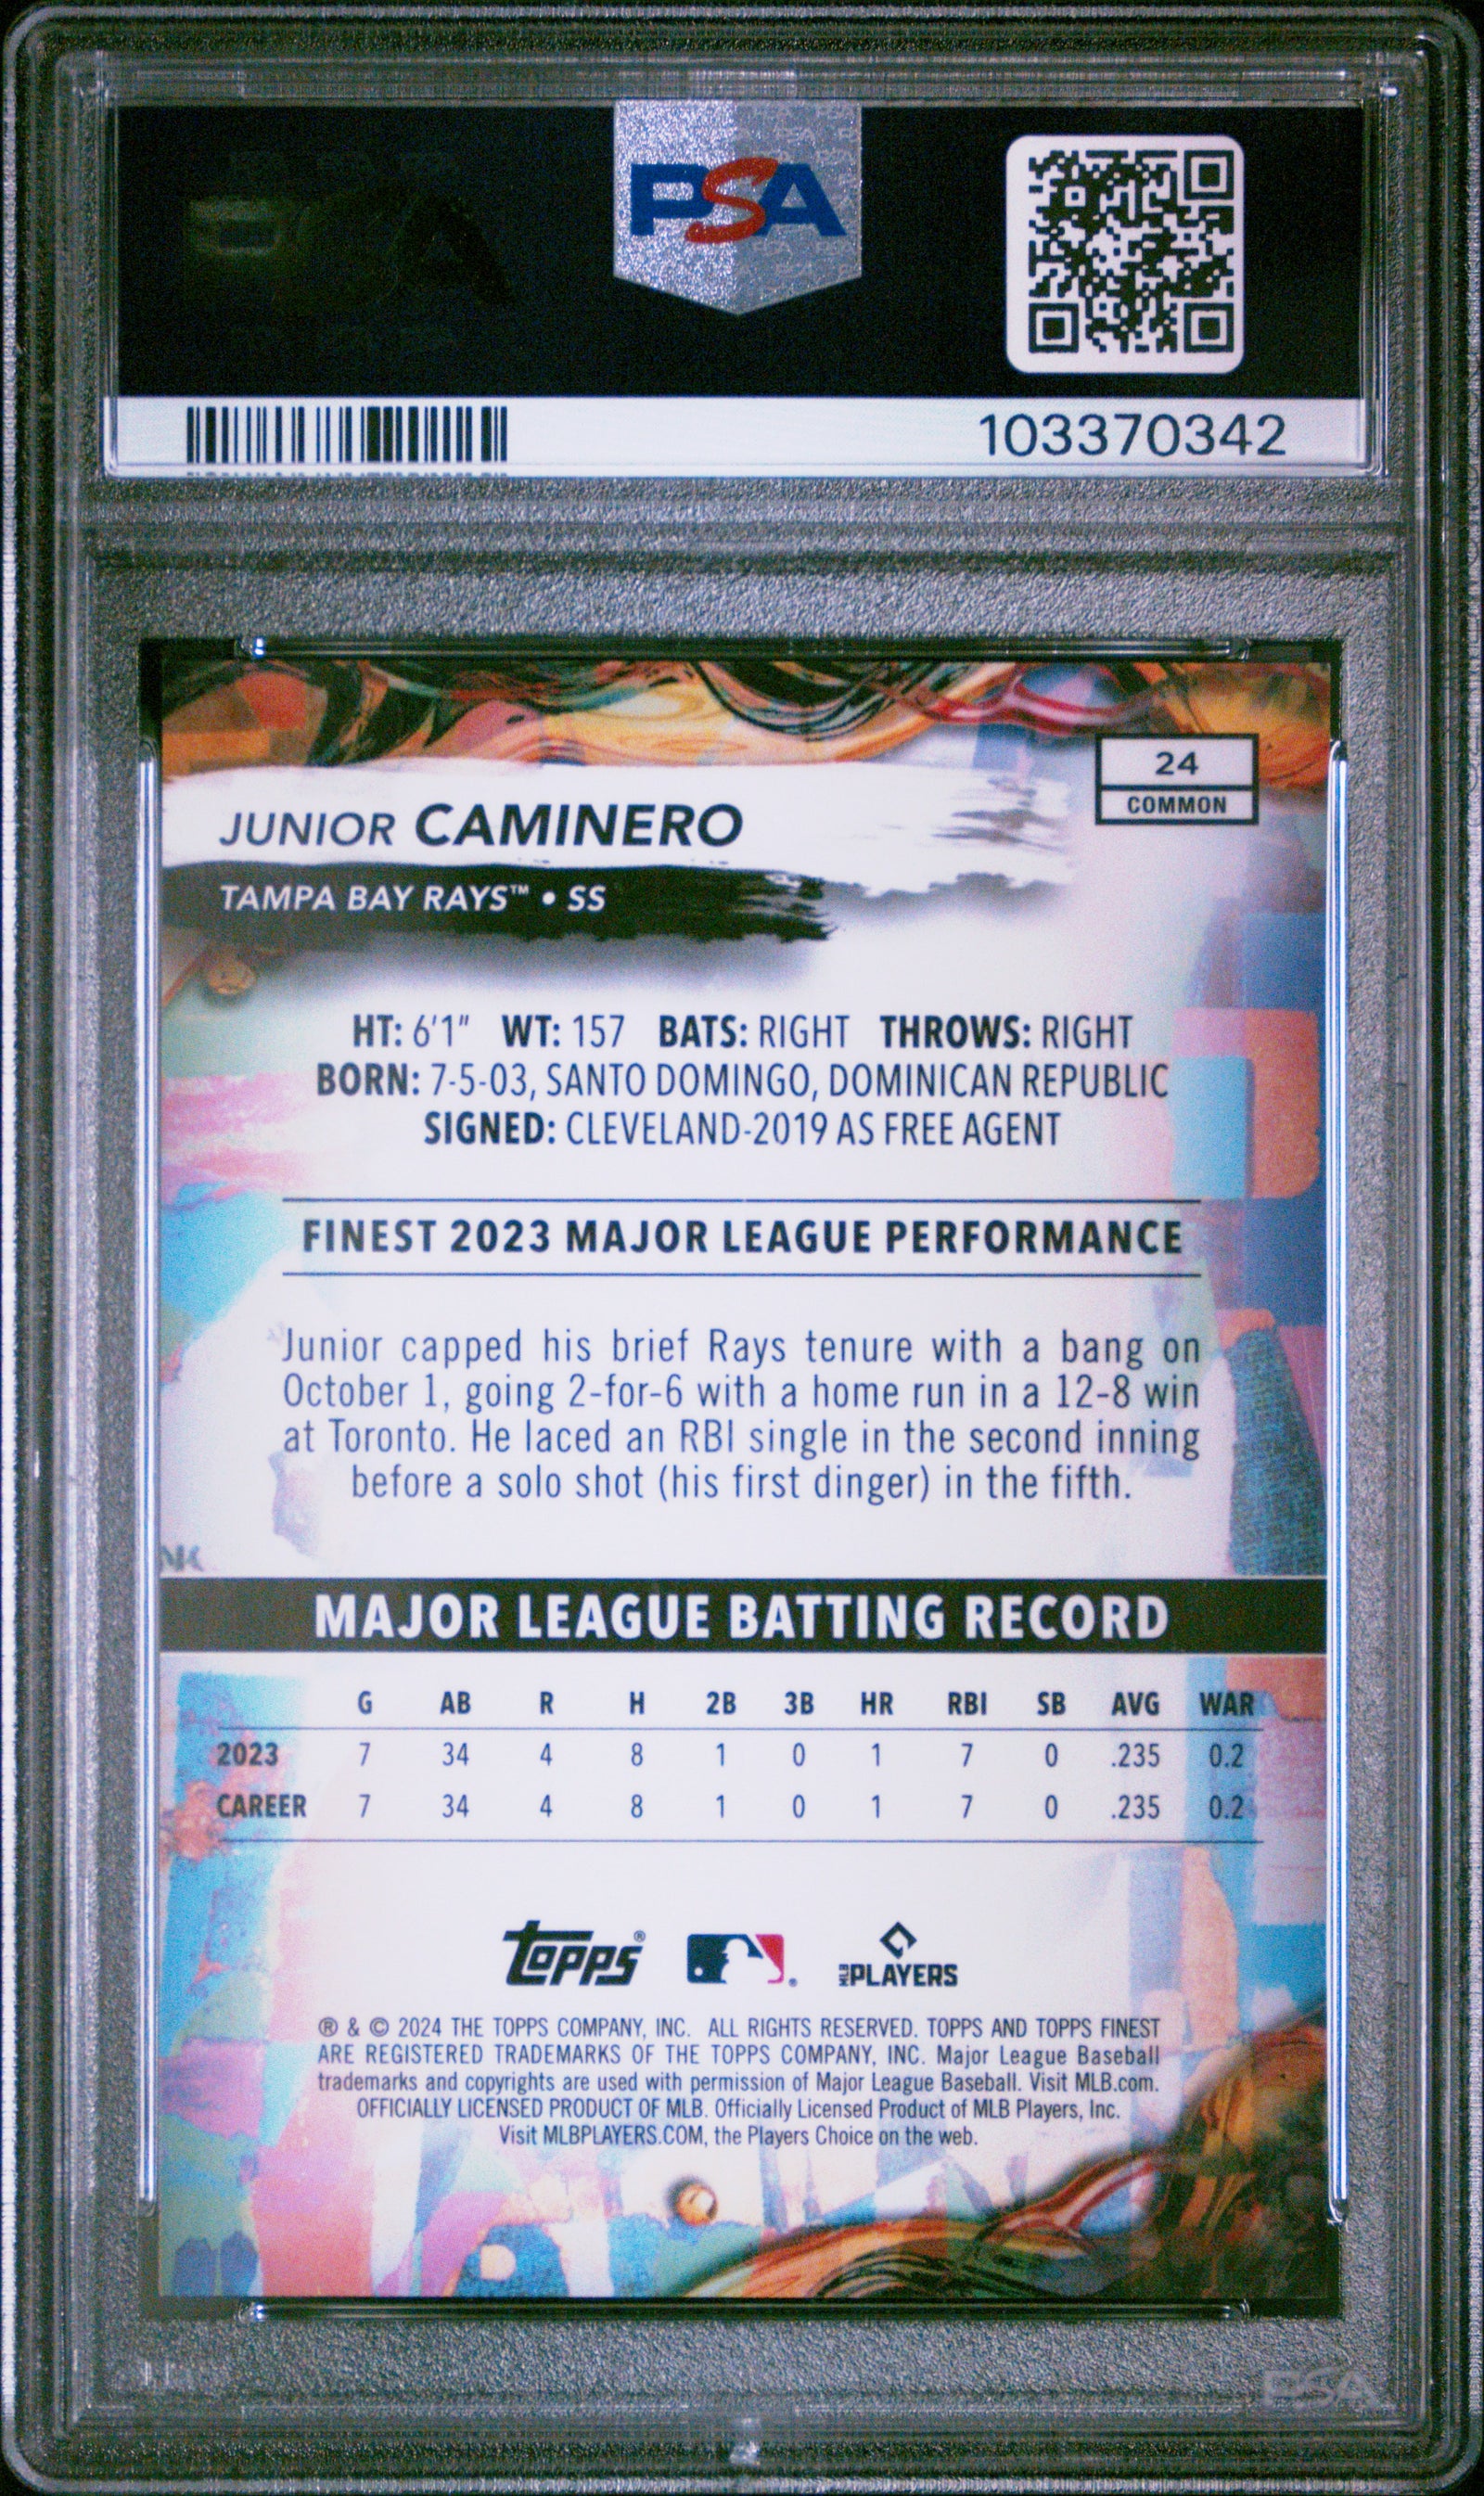 PSA
103370342
24
COMMON
JUNIOR CAMINERO
TAMPA BAY RAYS™ • SS
HT: 6'1" WT: 157 BATS: RIGHT THROWS: RIGHT
BORN: 7-5-03, SANTO DOMINGO, DOMINICAN REPUBLIC
SIGNED: CLEVELAND-2019 AS FREE AGENT
FINEST 2023 MAJOR LEAGUE PERFORMANCE
Junior capped his brief Rays tenure with a bang on
October 1, going 2-for-6 with a home run in a 12-8 win
at Toronto. He laced an RBI single in the second inning
before a solo shot (his first dinger) in the fifth.
NK
MAJOR LEAGUE BATTING RECORD
G AB R H 2B 3B HR RBI SB AVG WAR
2023 7 34 4 8 1 0 1 7 0 .235 0.2
CAREER 7 34 4 8 1 0 1 7 0 .235 0.2
Topps® ® MLB PLAYERS
® & © 2024 THE TOPPS COMPANY, INC. ALL RIGHTS RESERVED. TOPPS AND TOPPS FINEST
ARE REGISTERED TRADEMARKS OF THE TOPPS COMPANY, INC. Major League Baseball
trademarks and copyrights are used with permission of Major League Baseball. Visit MLB.com.
OFFICIALLY LICENSED PRODUCT OF MLB. Officially Licensed Product of MLB Players, Inc.
Visit MLBPLAYERS.COM, the Players Choice on the web.
PSA